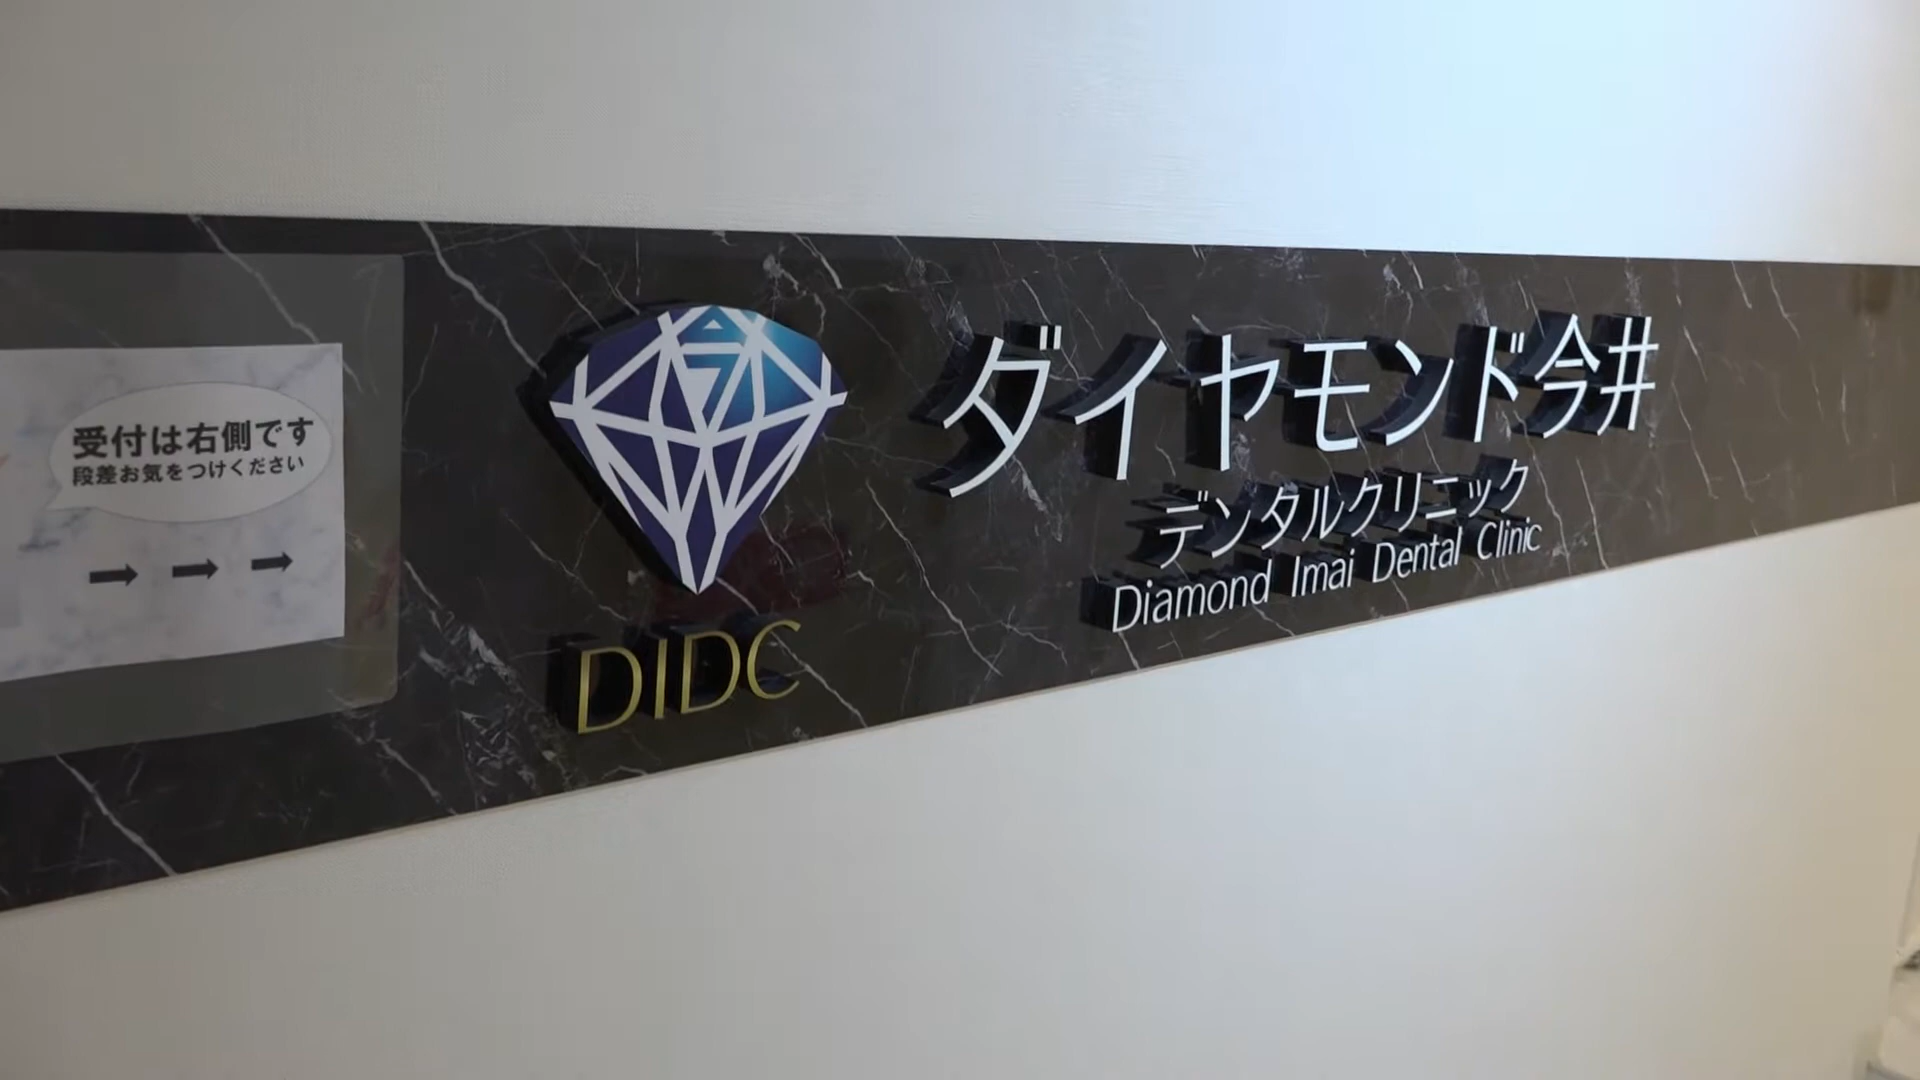 受付は右側です
段差お気をつけください
DIDC
ダイヤモンド今井
デンタルクリニック
Diamond Imai Dental Clinic